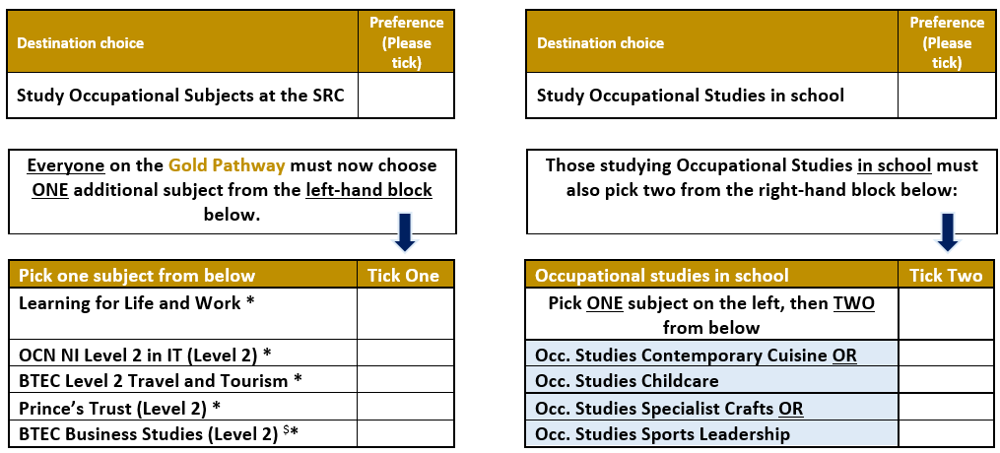 Destination choice
Preference
(Please
tick)
Study Occupational Subjects at the SRC
Destination choice
Preference
(Please
tick)
Study Occupational Studies in school
Everyone on the Gold Pathway must now choose
ONE additional subject from the left-hand block
below.
Those studying Occupational Studies in school must
also pick two from the right-hand block below:
Pick one subject from below
Tick One
Learning for Life and Work *
OCN NI Level 2 in IT (Level 2) *
BTEC Level 2 Travel and Tourism *
Prince’s Trust (Level 2) *
BTEC Business Studies (Level 2) $*
Occupational studies in school
Tick Two
Pick ONE subject on the left, then TWO
from below
Occ. Studies Contemporary Cuisine OR
Occ. Studies Childcare
Occ. Studies Specialist Crafts OR
Occ. Studies Sports Leadership